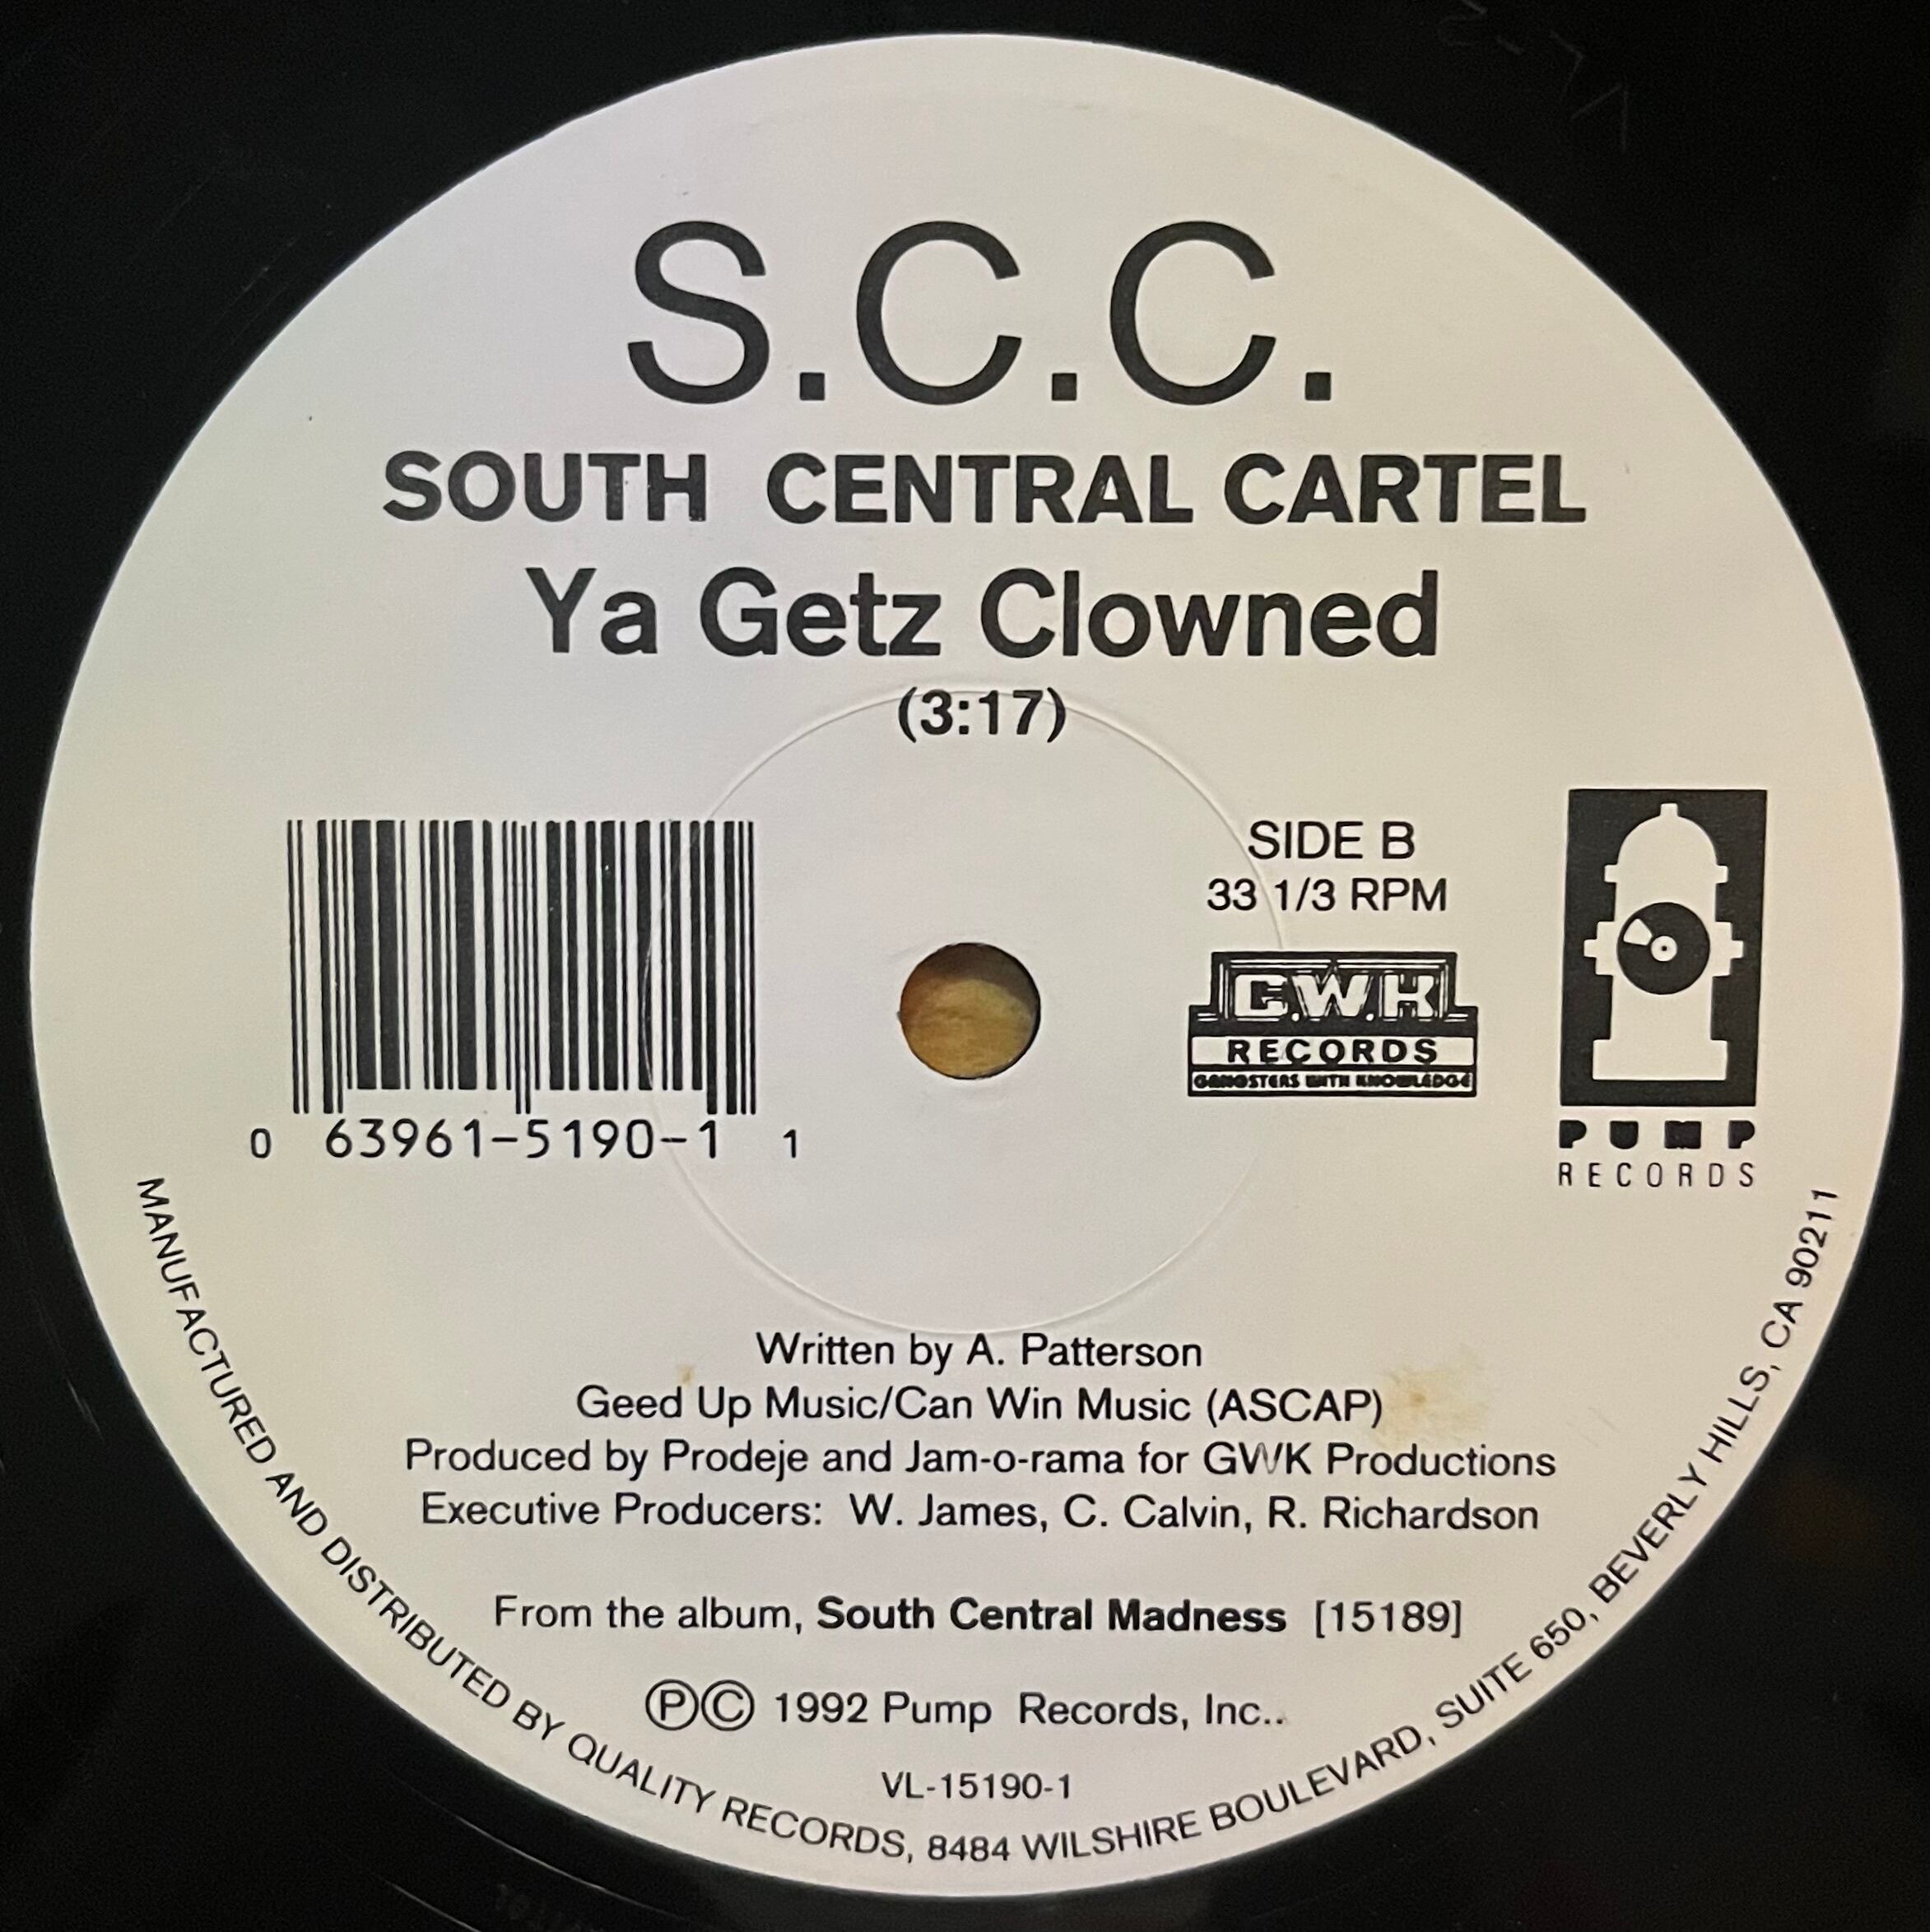 S.C.C.
SOUTH CENTRAL CARTEL
Ya Getz Clowned
(3:17)
SIDE B
33 1/3 RPM
G.W.K
RECORDS
GANGSTERS WITH KNOWLEDGE
PUMP
RECORDS
0 63961-5190-1 1
Written by A. Patterson
Geed Up Music/Can Win Music (ASCAP)
Produced by Prodeje and Jam-o-rama for GWK Productions
Executive Producers: W. James, C. Calvin, R. Richardson
From the album, South Central Madness [15189]
ⓅⒸ 1992 Pump Records, Inc..
VL-15190-1
MANUFACTURED AND DISTRIBUTED BY QUALITY RECORDS, 8484 WILSHIRE BOULEVARD, SUITE 650, BEVERLY HILLS, CA 90211